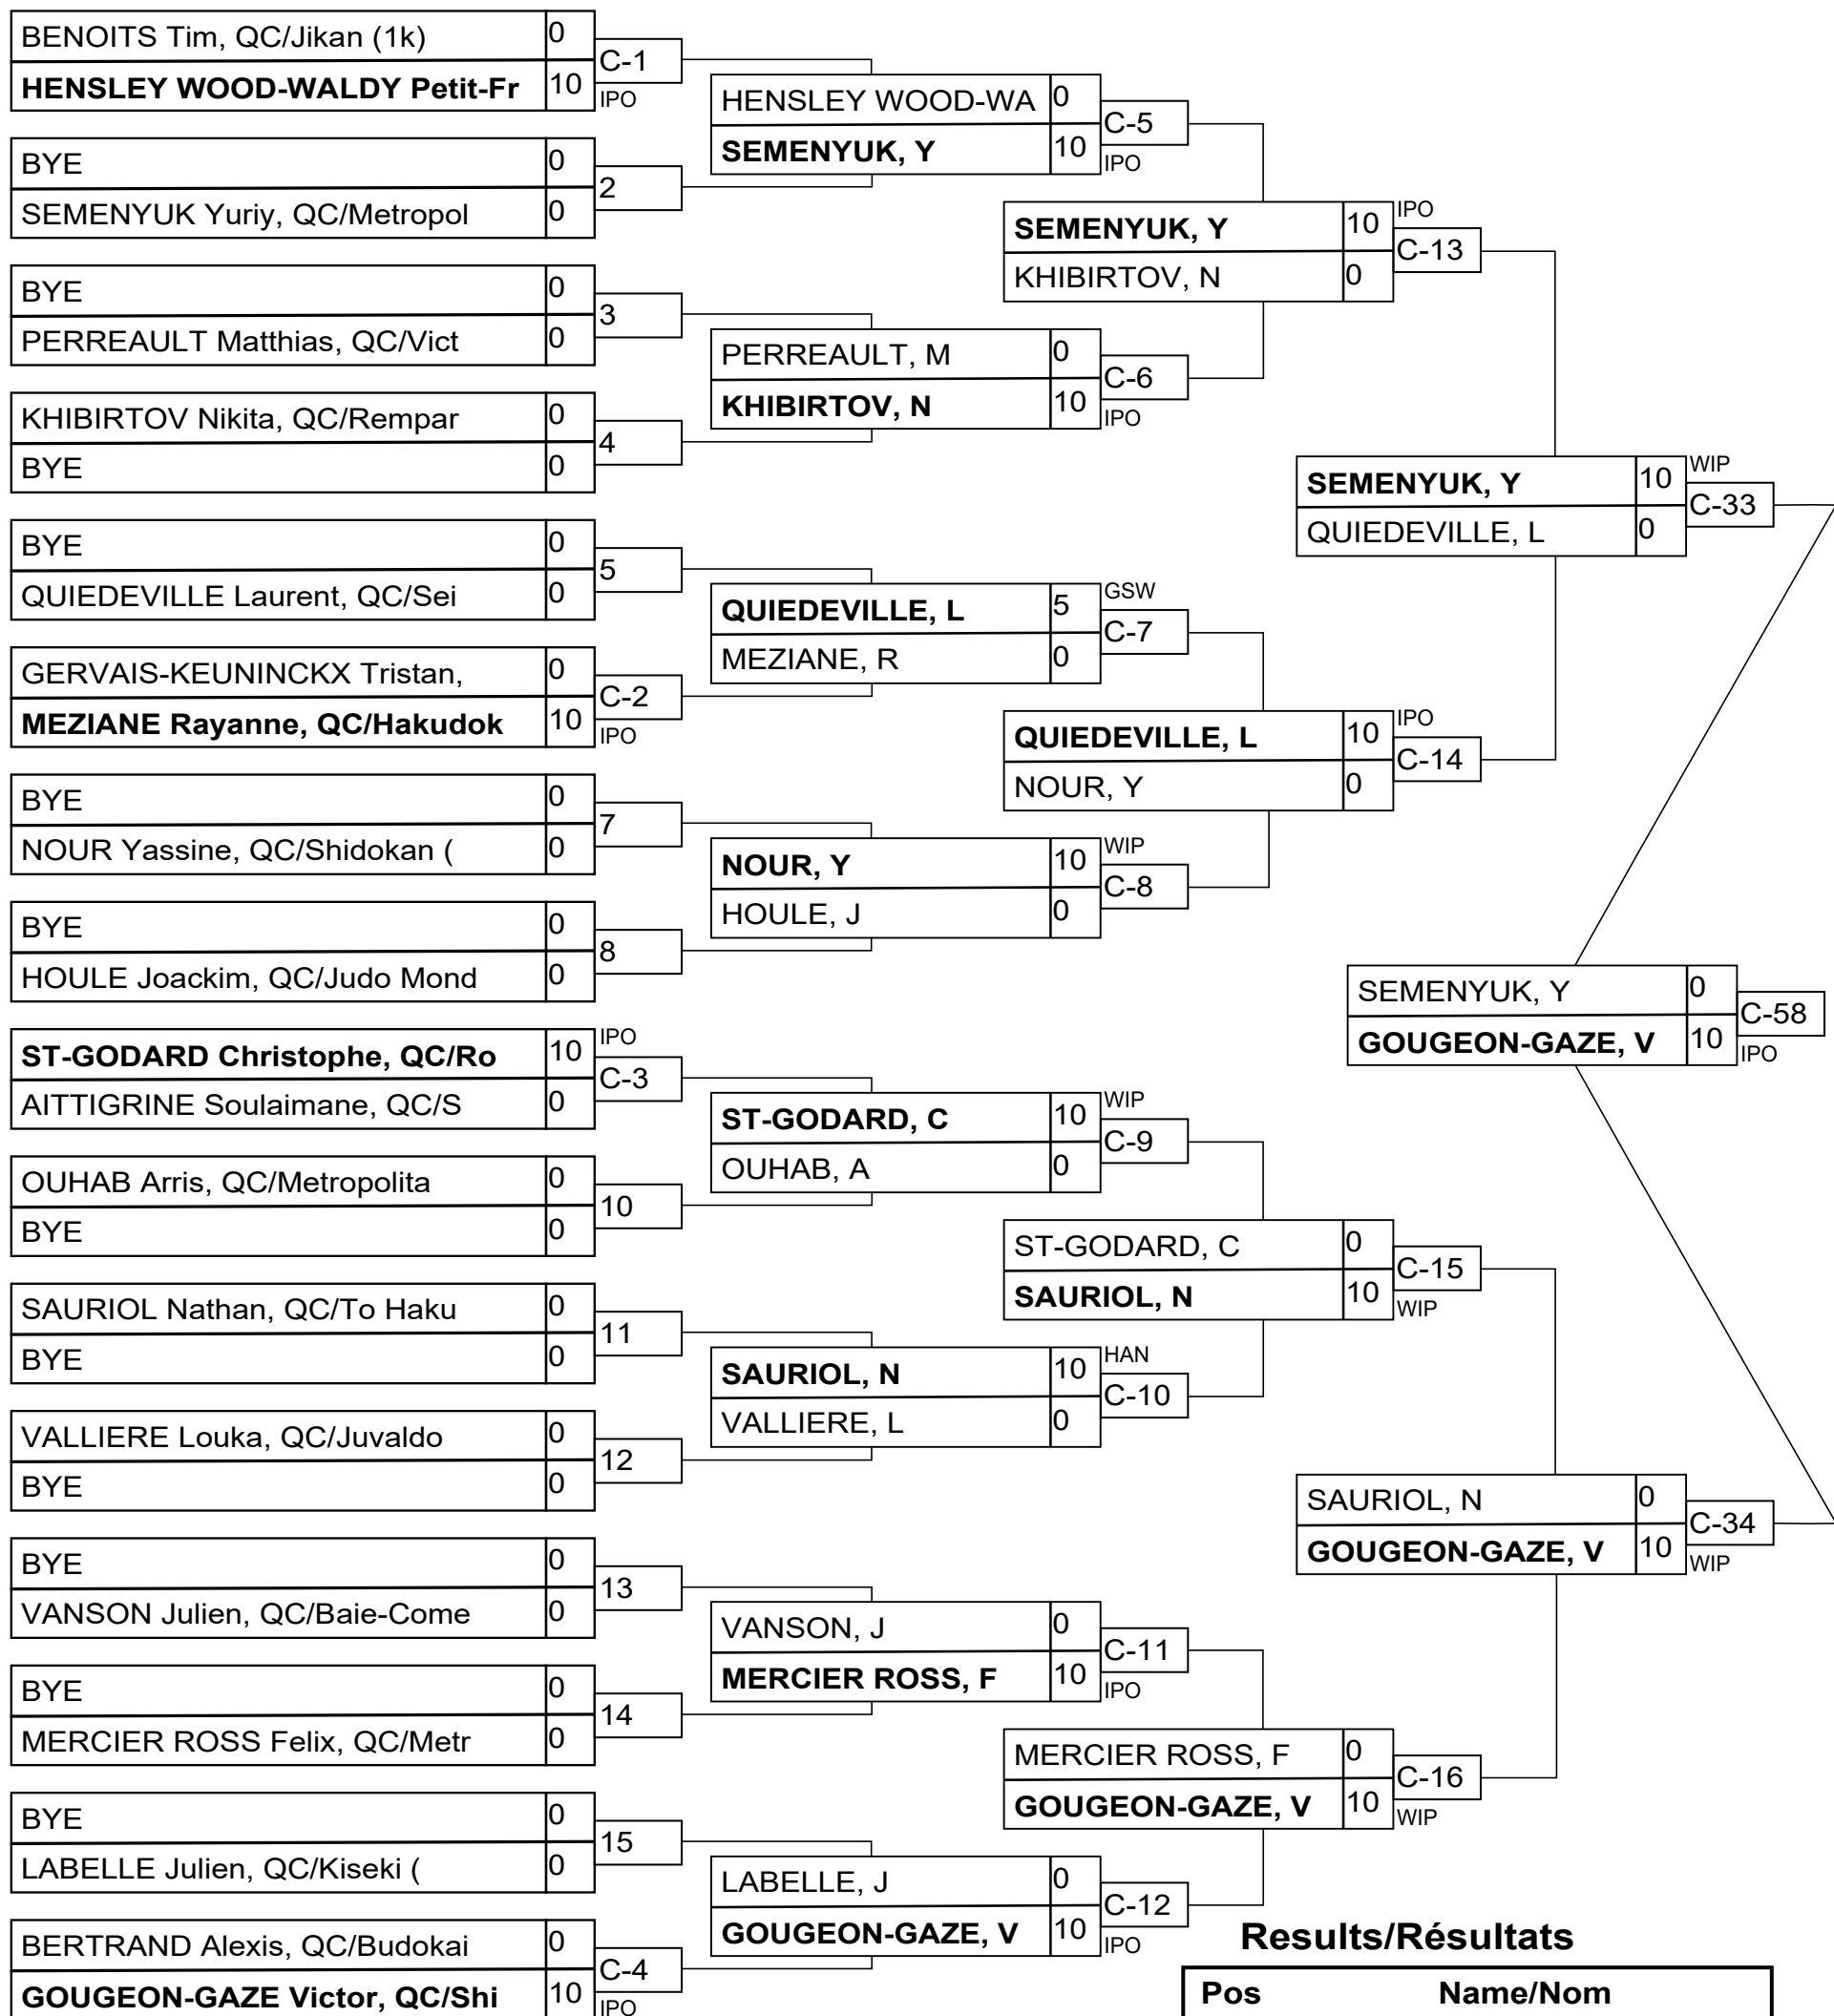 BENOITS Tim, QC/Jikan (1k) 0
C-1
HENSLEY WOOD-WALDY Petit-Fr 10
IPO
BYE 0
2
SEMENYUK Yuriy, QC/Metropol 0
BYE 0
3
PERREAULT Matthias, QC/Vict 0
KHIBIRTOV Nikita, QC/Rempar 0
4
BYE 0
BYE 0
5
QUIEDEVILLE Laurent, QC/Sei 0
GERVAIS-KEUNINCKX Tristan, 0
C-2
MEZIANE Rayanne, QC/Hakudok 10
IPO
BYE 0
7
NOUR Yassine, QC/Shidokan ( 0
BYE 0
8
HOULE Joackim, QC/Judo Mond 0
ST-GODARD Christophe, QC/Ro 10
IPO
C-3
AITTIGRINE Soulaimane, QC/S 0
OUHAB Arris, QC/Metropolita 0
10
BYE 0
SAURIOL Nathan, QC/To Haku 0
11
BYE 0
VALLIERE Louka, QC/Juvaldo 0
12
BYE 0
BYE 0
13
VANSON Julien, QC/Baie-Come 0
BYE 0
14
MERCIER ROSS Felix, QC/Metr 0
BYE 0
15
LABELLE Julien, QC/Kiseki ( 0
BERTRAND Alexis, QC/Budokai 0
C-4
GOUGEON-GAZE Victor, QC/Shi 10
IPO
HENSLEY WOOD-WA 0
C-5
SEMENYUK, Y 10
IPO
PERREAULT, M 0
C-6
KHIBIRTOV, N 10
IPO
QUIEDEVILLE, L 5
GSW
C-7
MEZIANE, R 0
NOUR, Y 10
WIP
C-8
HOULE, J 0
ST-GODARD, C 10
WIP
C-9
OUHAB, A 0
SAURIOL, N 10
HAN
C-10
VALLIERE, L 0
VANSON, J 0
C-11
MERCIER ROSS, F 10
IPO
LABELLE, J 0
C-12
GOUGEON-GAZE, V 10
IPO
SEMENYUK, Y 10
IPO
C-13
KHIBIRTOV, N 0
QUIEDEVILLE, L 10
IPO
C-14
NOUR, Y 0
ST-GODARD, C 0
C-15
SAURIOL, N 10
WIP
MERCIER ROSS, F 0
C-16
GOUGEON-GAZE, V 10
WIP
SEMENYUK, Y 10
WIP
C-33
QUIEDEVILLE, L 0
SAURIOL, N 0
C-34
GOUGEON-GAZE, V 10
WIP
SEMENYUK, Y 0
C-58
GOUGEON-GAZE, V 10
IPO
Results/Résultats
Pos Name/Nom